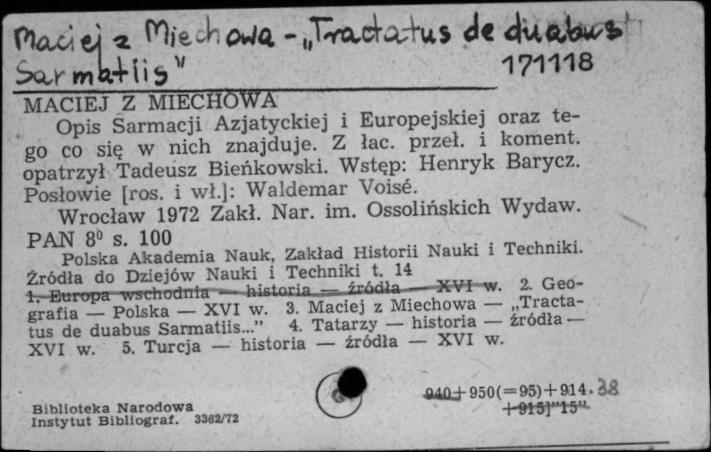 Maciej z Miechowa - „Tractatus de duabus
Sarmatiis"
171118
MACIEJ Z MIECHOWA
Opis Sarmacji Azjatyckiej i Europejskiej oraz te-
go co się w nich znajduje. Z łac. przeł. i koment.
opatrzył Tadeusz Bieńkowski. Wstęp: Henryk Barycz.
Posłowie [ros. i wł.]: Waldemar Voisé.
Wrocław 1972 Zakł. Nar. im. Ossolińskich Wydaw.
PAN 8⁰ s. 100
Polska Akademia Nauk, Zakład Historii Nauki i Techniki.
Źródła do Dziejów Nauki i Techniki t. 14
1. Europa wschodnia — historia — źródła — XVI w. 2. Geo-
grafia — Polska — XVI w. 3. Maciej z Miechowa — „Tracta-
tus de duabus Sarmatiis..." 4. Tatarzy — historia — źródła —
XVI w. 5. Turcja — historia — źródła — XVI w.
G
940+950(=95)+914.38
+915]"15"
Biblioteka Narodowa
Instytut Bibliograf. 3362/72